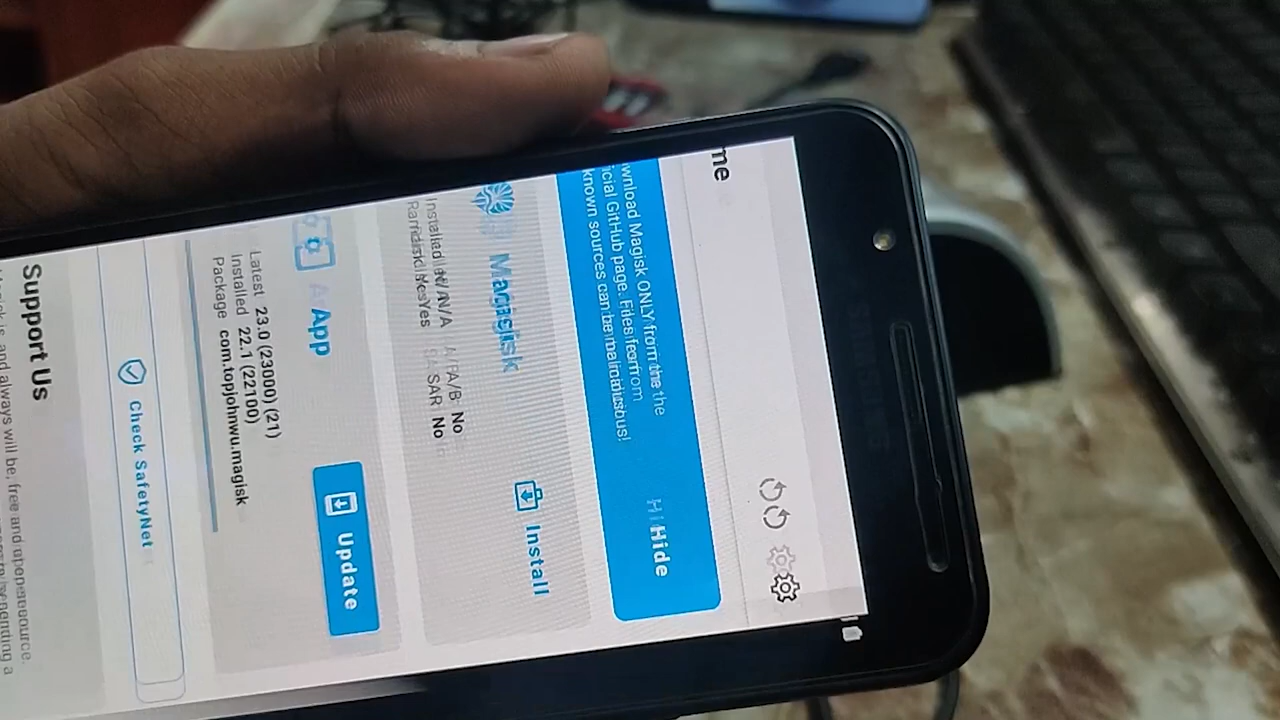 me
wnload Magisk ONLY from the
icial GitHub page. Files from
known sources can be malicious!
Hide
Magisk
Install
Installed N/A A/B No
Ramdisk Yes SAR No
App
Update
Latest 23.0 (23000) (21)
Installed 22.1 (22100)
Package com.topjohnwu.magisk
Check SafetyNet
Support Us